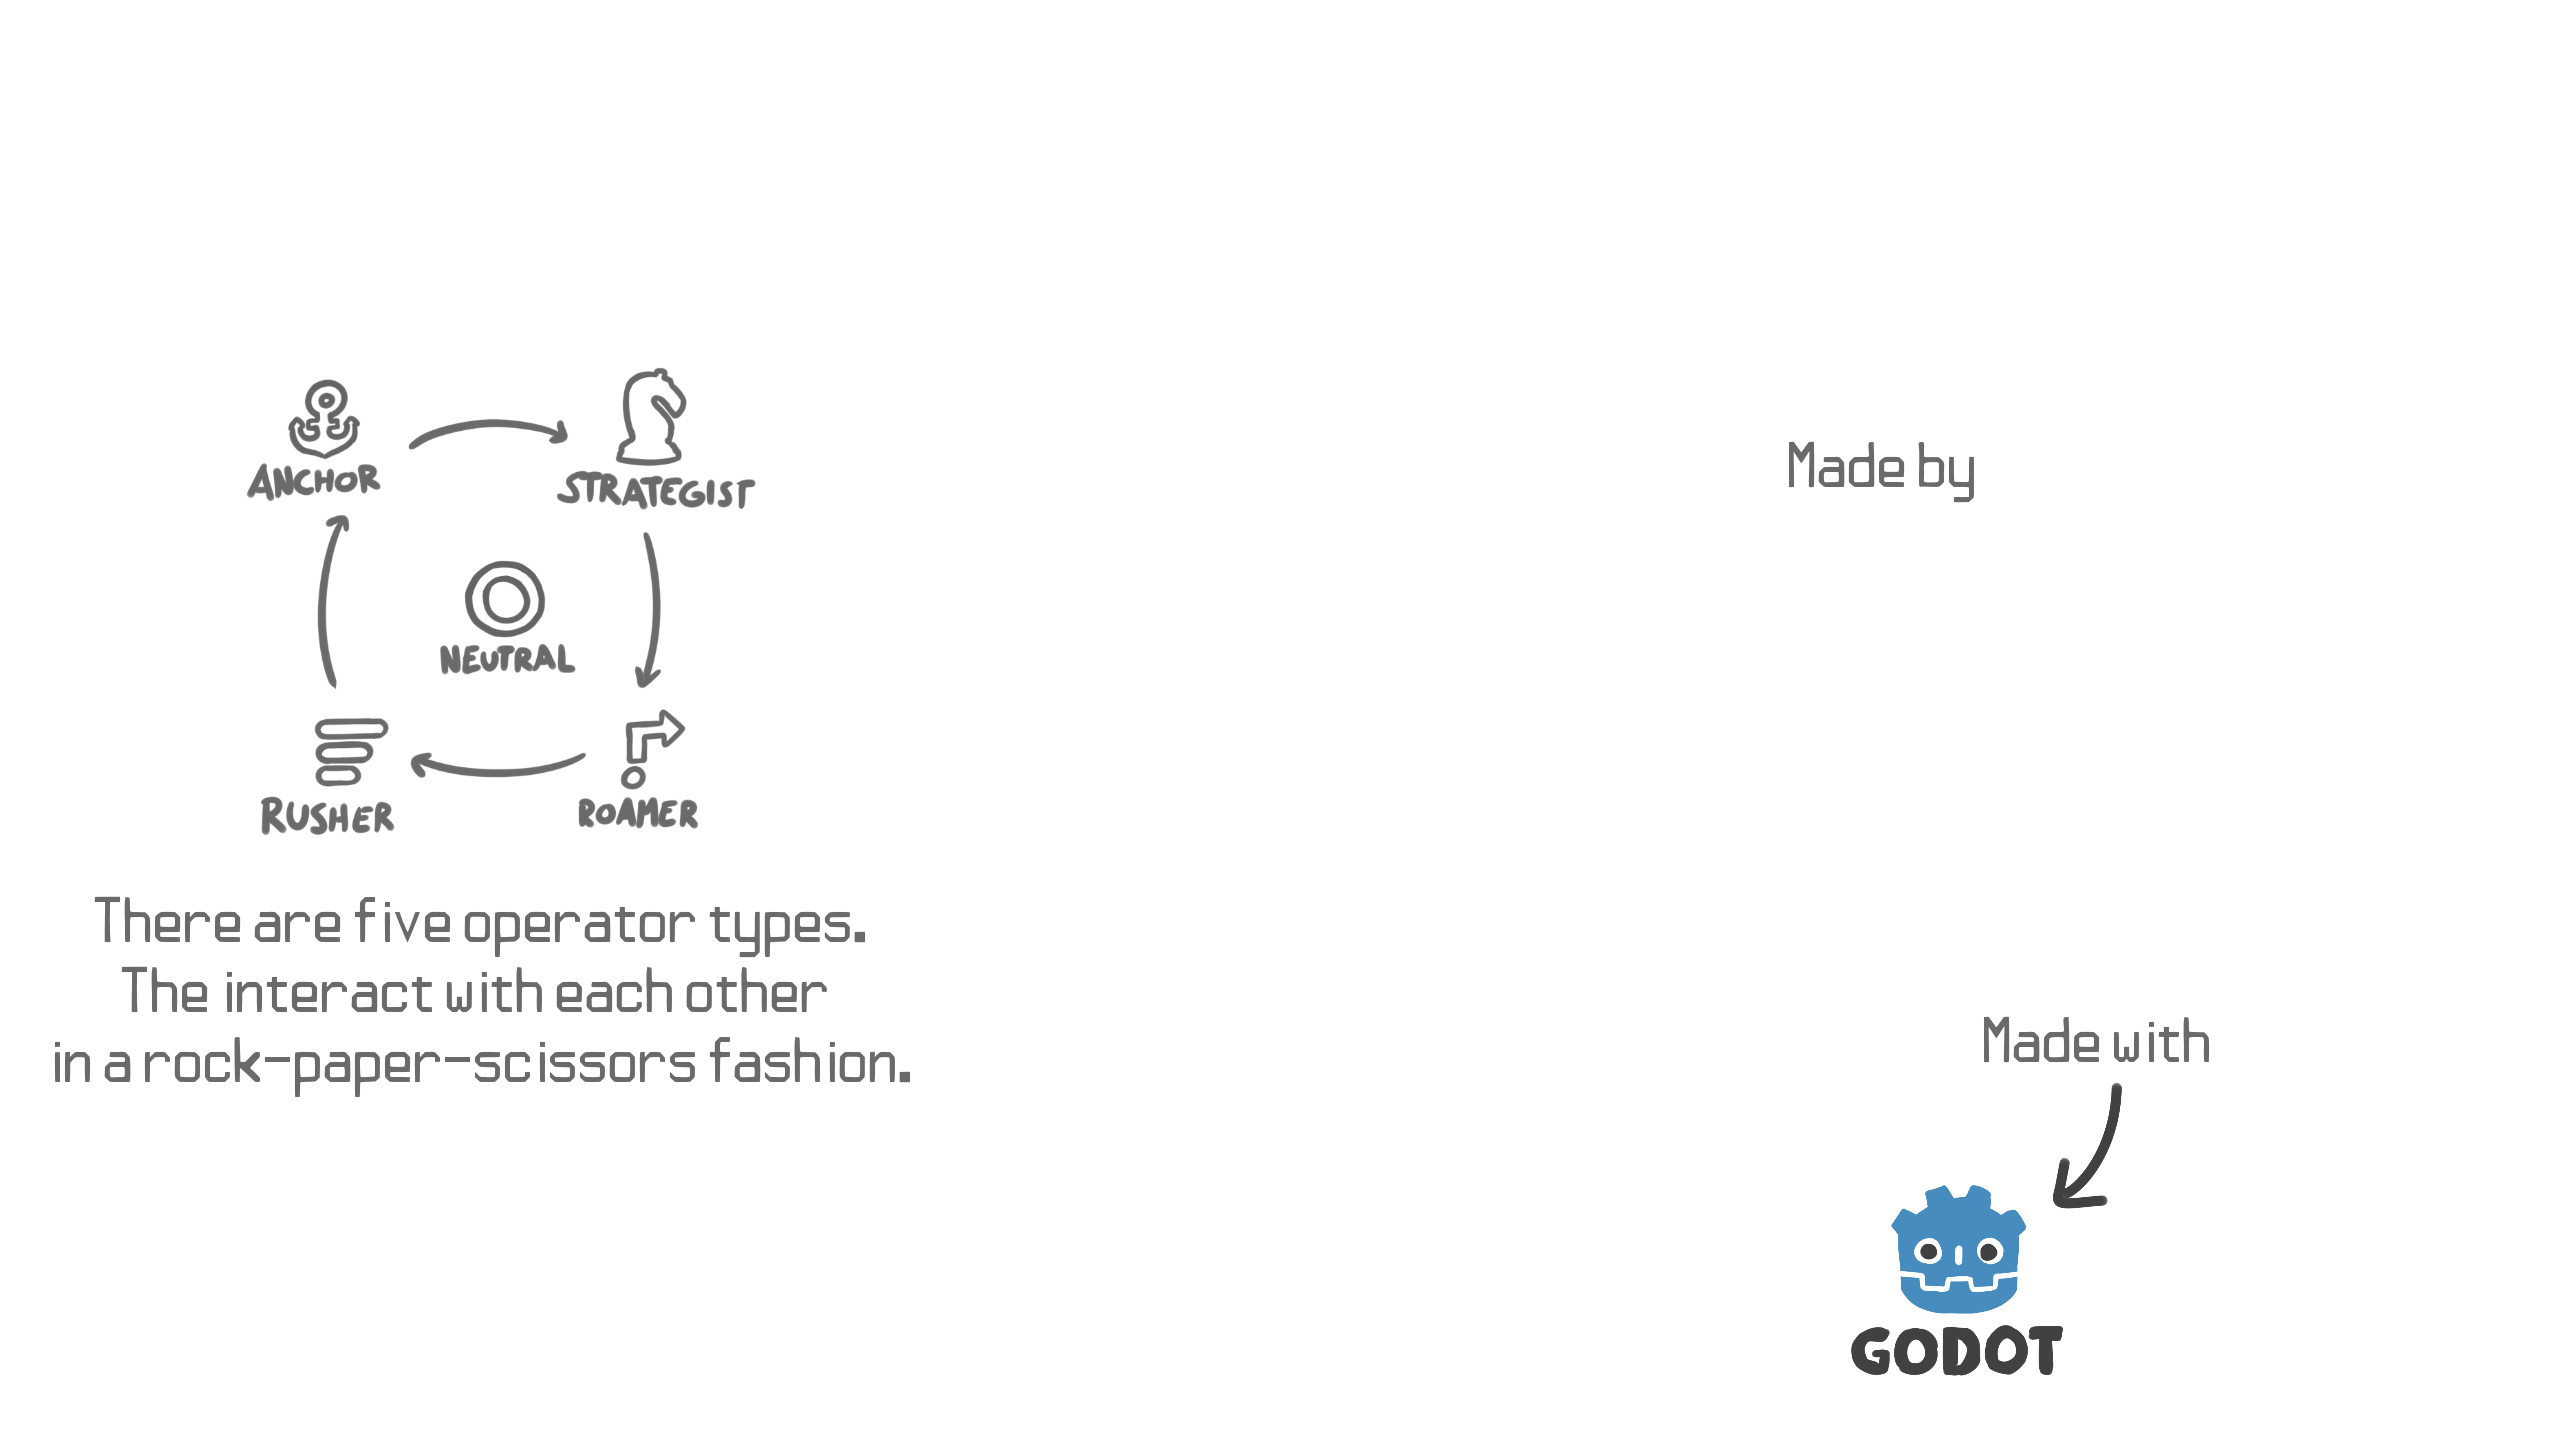 ANCHOR
STRATEGIST
NEUTRAL
RUSHER
ROAMER
There are five operator types.
The interact with each other
in a rock-paper-scissors fashion.
Made by
Made with
GODOT